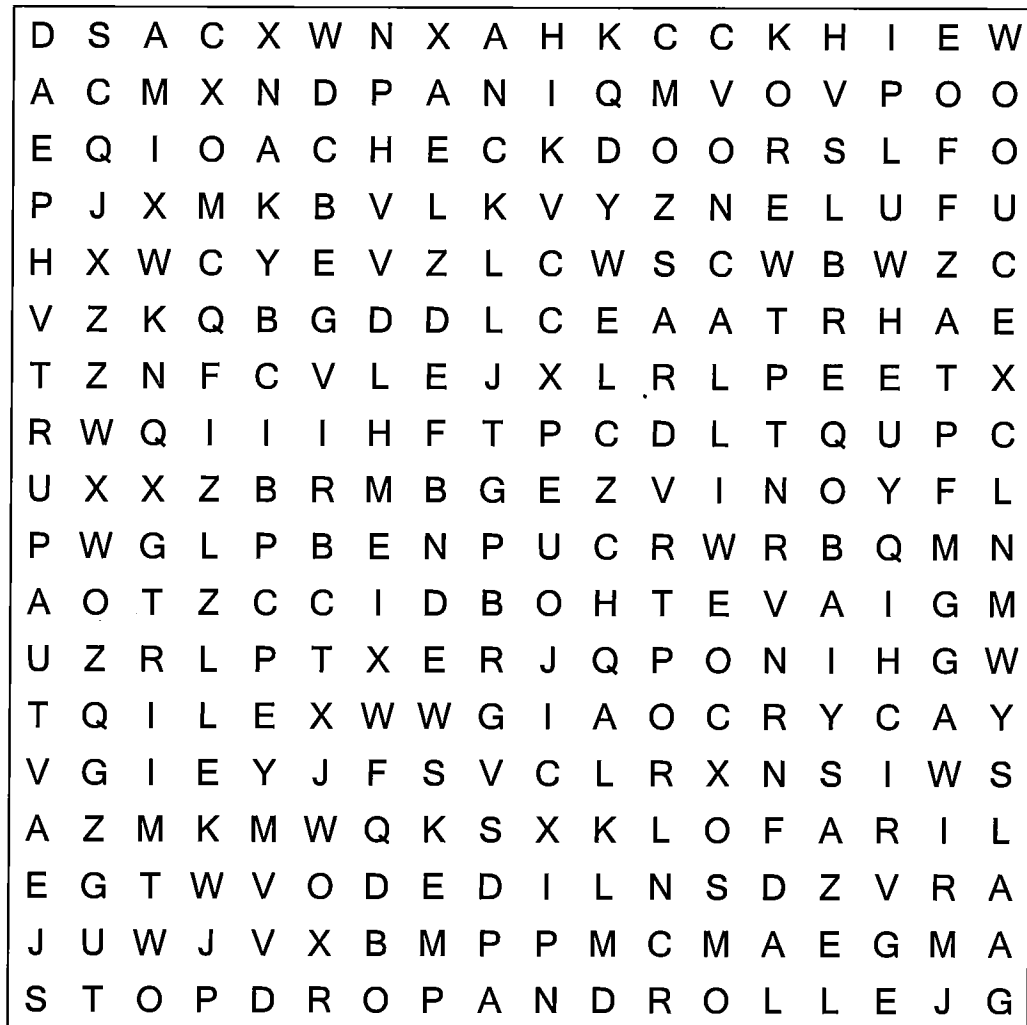 D S A C X W N X A H K C C K H I E W
A C M X N D P A N I Q M V O V P O O
E Q I O A C H E C K D O O R S L F O
P J X M K B V L K V Y Z N E L U F U
H X W C Y E V Z L C W S C W B W Z C
V Z K Q B G D D L C E A A T R H A E
T Z N F C V L E J X L R L P E E T X
R W Q I I I H F T P C D L T Q U P C
U X X Z B R M B G E Z V I N O Y F L
P W G L P B E N P U C R W R B Q M N
A O T Z C C I D B O H T E V A I G M
U Z R L P T X E R J Q P O N I H G W
T Q I L E X W W G I A O C R Y C A Y
V G I E Y J F S V C L R X N S I W S
A Z M K M W Q K S X K L O F A R I L
E G T W V O D E D I L N S D Z V R A
J U W J V X B M P P M C M A E G M A
S T O P D R O P A N D R O L L E J G